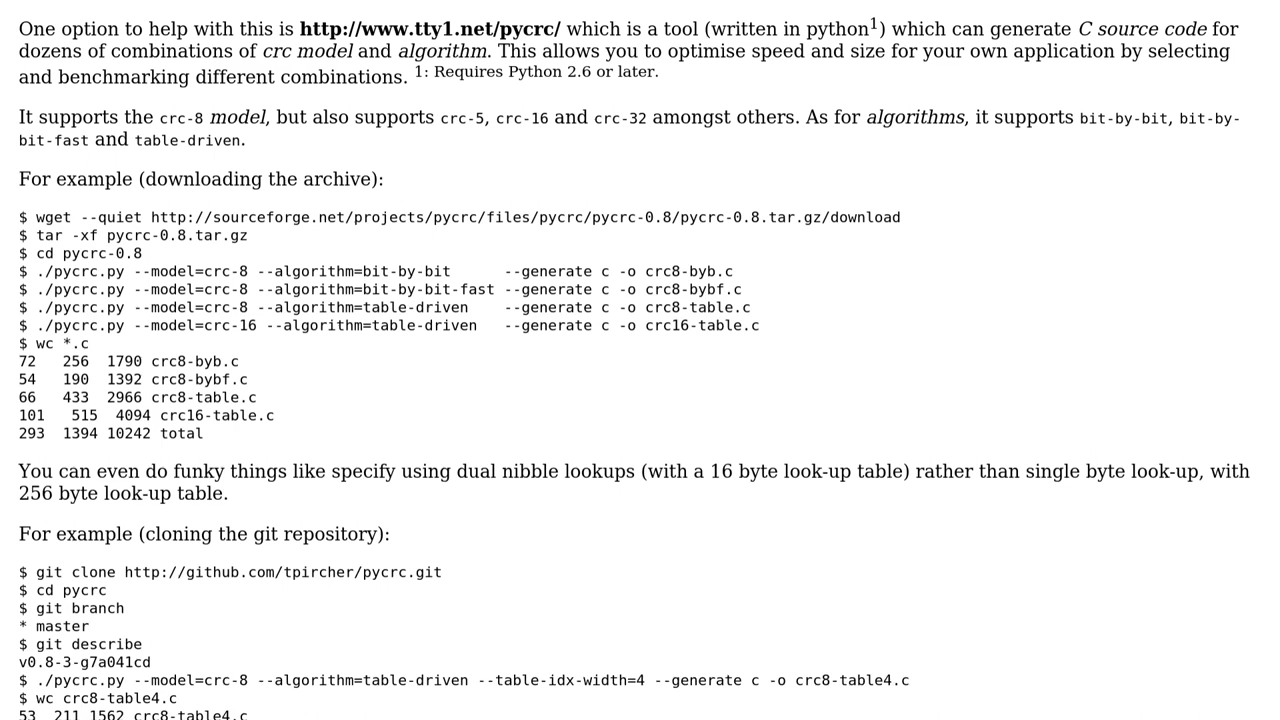 One option to help with this is http://www.tty1.net/pycrc/ which is a tool (written in python1) which can generate C source code for
dozens of combinations of crc model and algorithm. This allows you to optimise speed and size for your own application by selecting
and benchmarking different combinations. 1: Requires Python 2.6 or later.
It supports the crc-8 model, but also supports crc-5, crc-16 and crc-32 amongst others. As for algorithms, it supports bit-by-bit, bit-by-
bit-fast and table-driven.
For example (downloading the archive):
$ wget --quiet http://sourceforge.net/projects/pycrc/files/pycrc/pycrc-0.8/pycrc-0.8.tar.gz/download
$ tar -xf pycrc-0.8.tar.gz
$ cd pycrc-0.8
$ ./pycrc.py --model=crc-8 --algorithm=bit-by-bit      --generate c -o crc8-byb.c
$ ./pycrc.py --model=crc-8 --algorithm=bit-by-bit-fast --generate c -o crc8-bybf.c
$ ./pycrc.py --model=crc-8 --algorithm=table-driven    --generate c -o crc8-table.c
$ ./pycrc.py --model=crc-16 --algorithm=table-driven   --generate c -o crc16-table.c
$ wc *.c
72   256  1790 crc8-byb.c
54   190  1392 crc8-bybf.c
66   433  2966 crc8-table.c
101   515  4094 crc16-table.c
293  1394 10242 total
You can even do funky things like specify using dual nibble lookups (with a 16 byte look-up table) rather than single byte look-up, with
256 byte look-up table.
For example (cloning the git repository):
$ git clone http://github.com/tpircher/pycrc.git
$ cd pycrc
$ git branch
* master
$ git describe
v0.8-3-g7a041cd
$ ./pycrc.py --model=crc-8 --algorithm=table-driven --table-idx-width=4 --generate c -o crc8-table4.c
$ wc crc8-table4.c
53  211 1562 crc8-table4.c